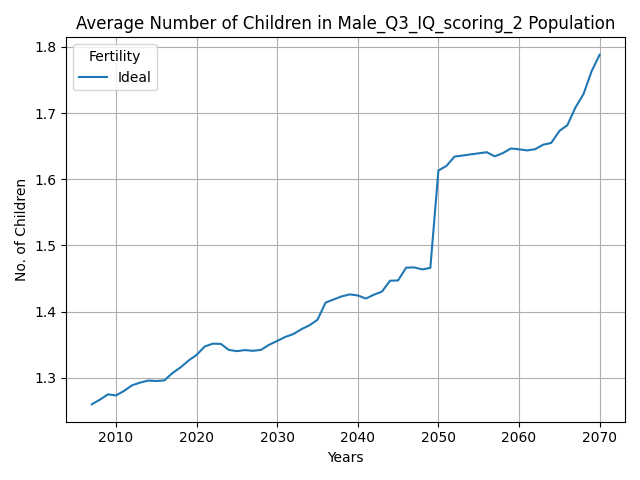 Average Number of Children in Male_Q3_IQ_scoring_2 Population
Fertility
Ideal
No. of Children
1.8
1.7
1.6
1.5
1.4
1.3
2010 2020 2030 2040 2050 2060 2070
Years